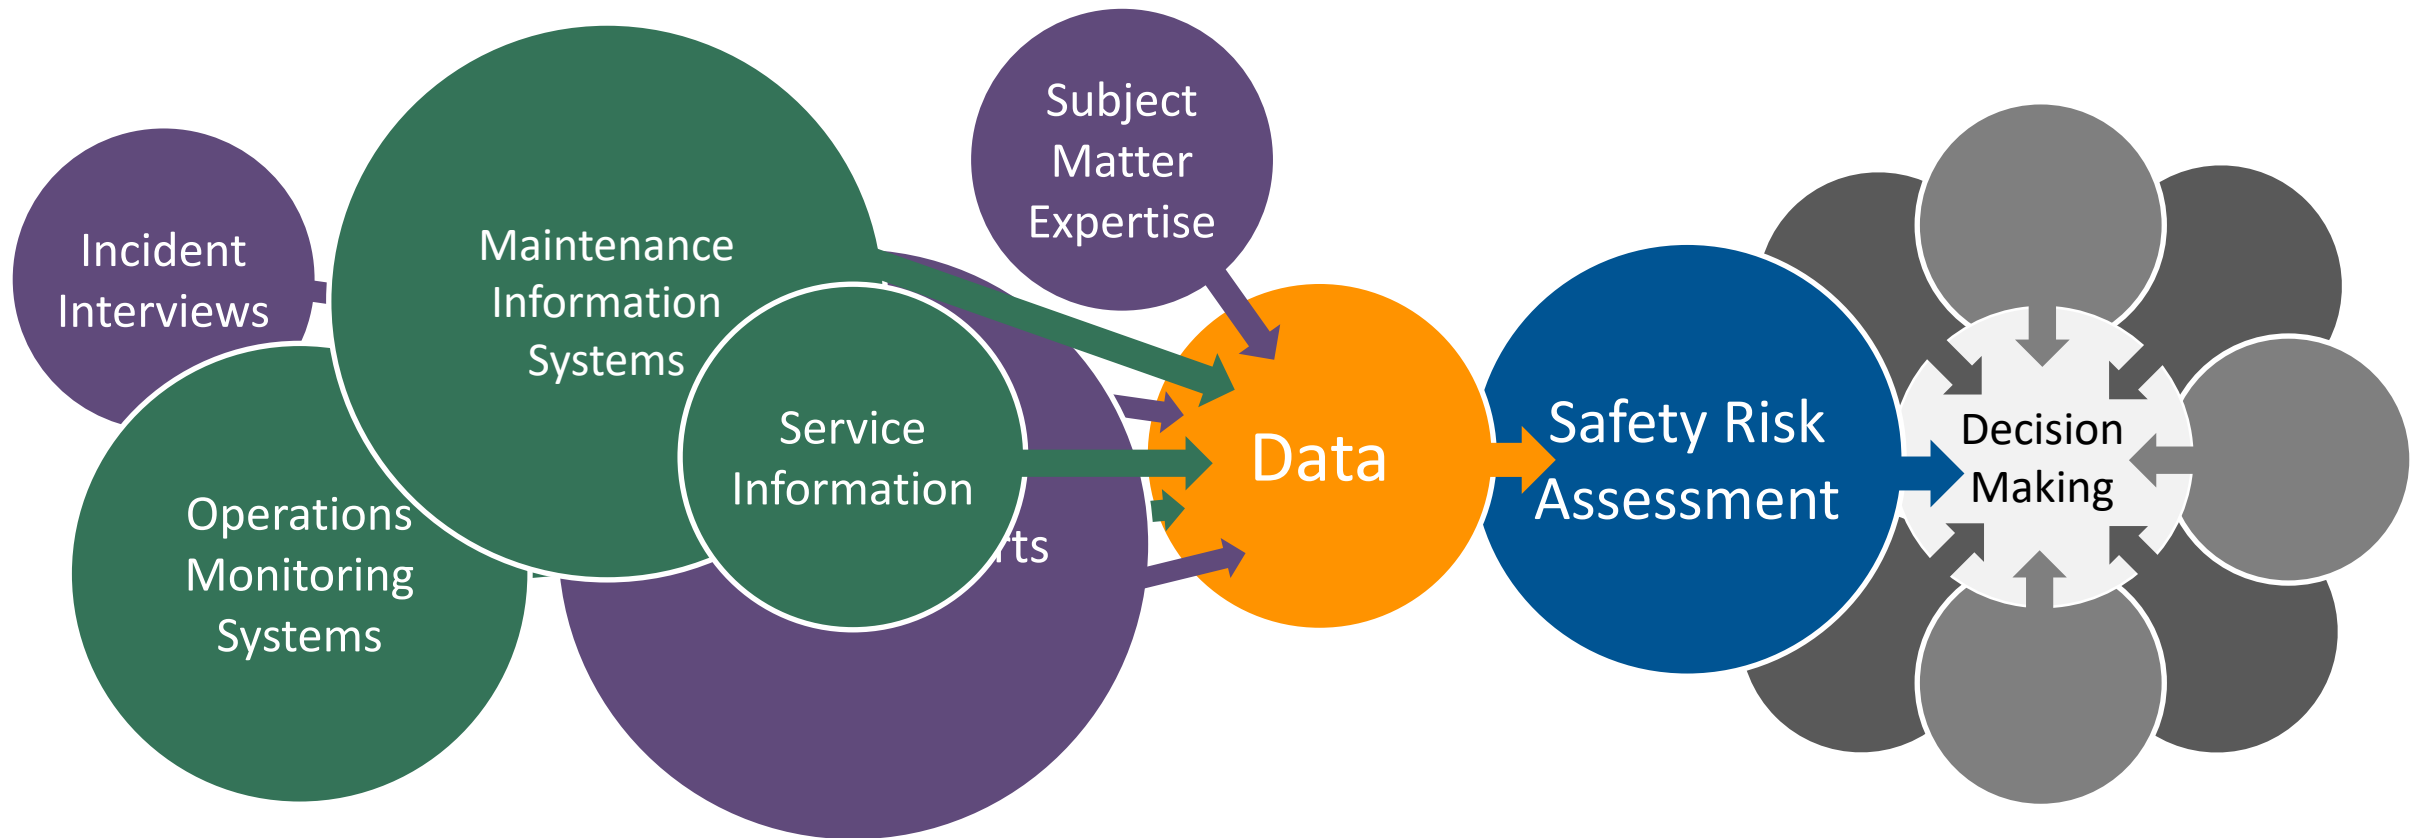 Incident
Interviews
Maintenance
Information
Systems
Subject
Matter
Expertise
Operations
Monitoring
Systems
Service
Information
Data
Safety Risk
Assessment
Decision
Making